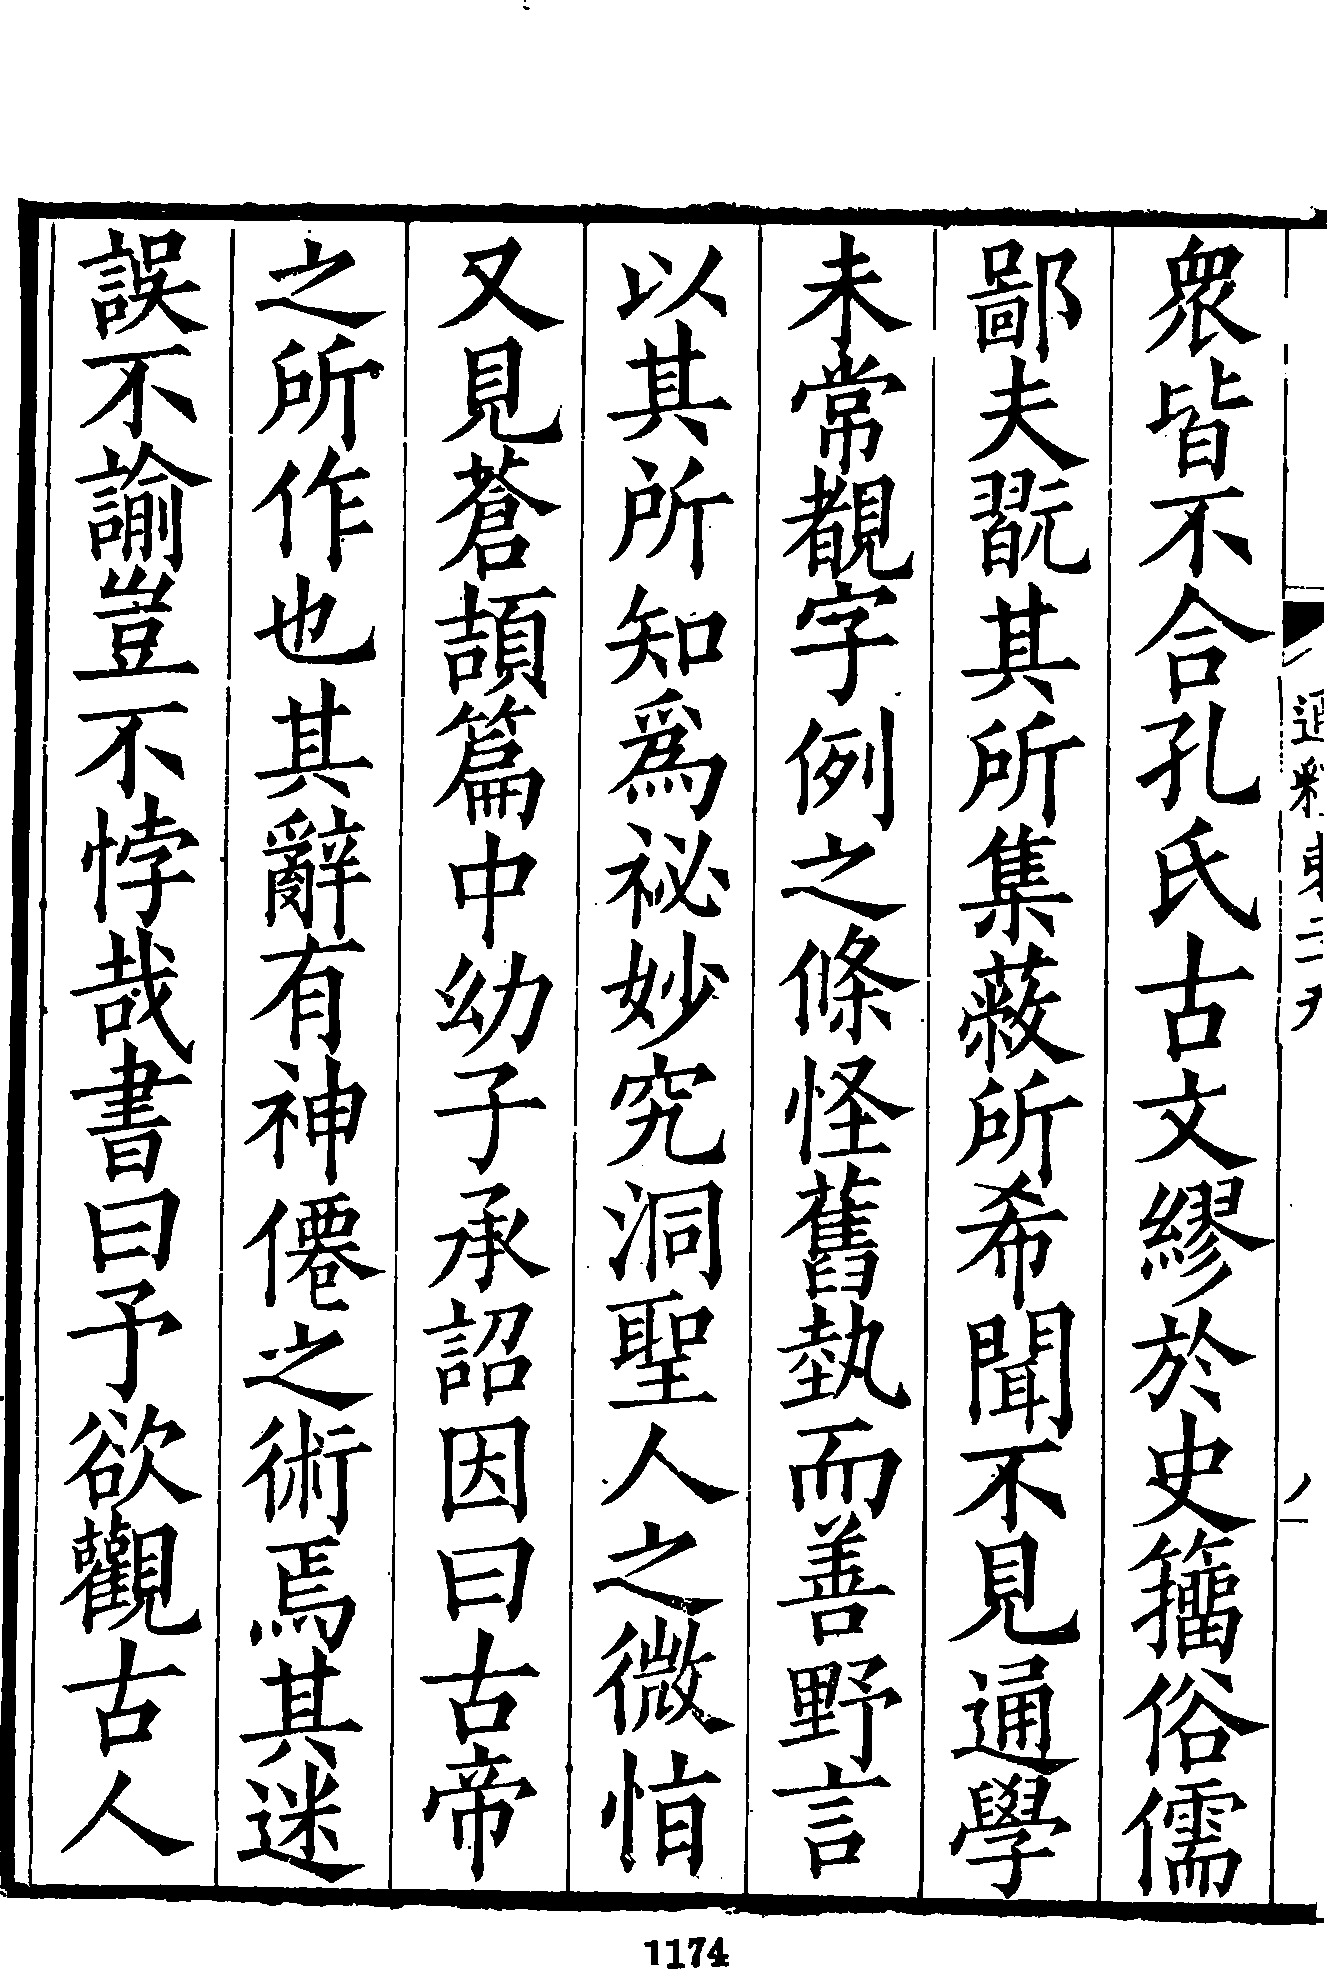 衆皆不合孔氏古文繆於史籒俗儒
鄙夫翫其所集蔽所希聞不見通學
未常覩字例之條怪舊埶而善野言
以其所知爲祕妙究洞聖人之微恉
又見蒼頡篇中幼子承詔因曰古帝
之所作也其辭有神僊之術焉其迷
誤不諭豈不悖哉書曰予欲觀古人
1174